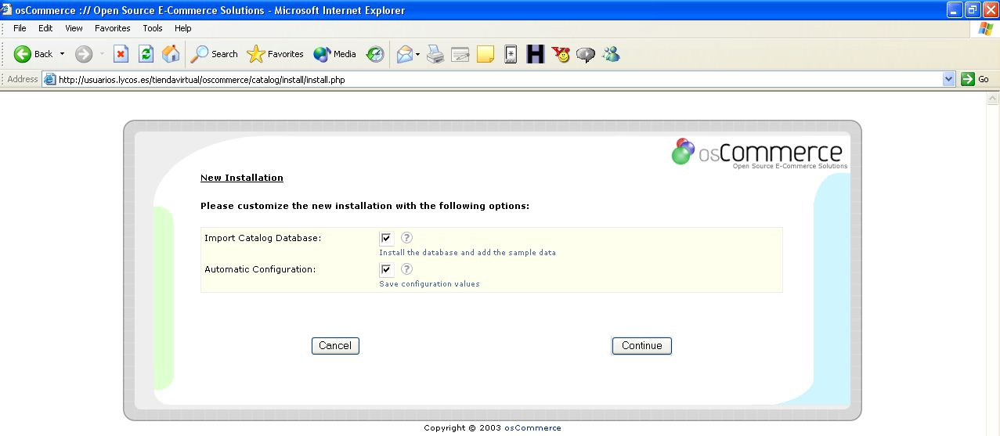 osCommerce :// Open Source E-Commerce Solutions - Microsoft Internet Explorer
File Edit View Favorites Tools Help
Back Search Favorites Media
Address http://usuarios.lycos.es/tiendavirtual/oscommerce/catalog/install/install.php Go
osCommerce
Open Source E-Commerce Solutions
New Installation
Please customize the new installation with the following options:
Import Catalog Database: ?
Install the database and add the sample data
Automatic Configuration: ?
Save configuration values
Cancel Continue
Copyright © 2003 osCommerce